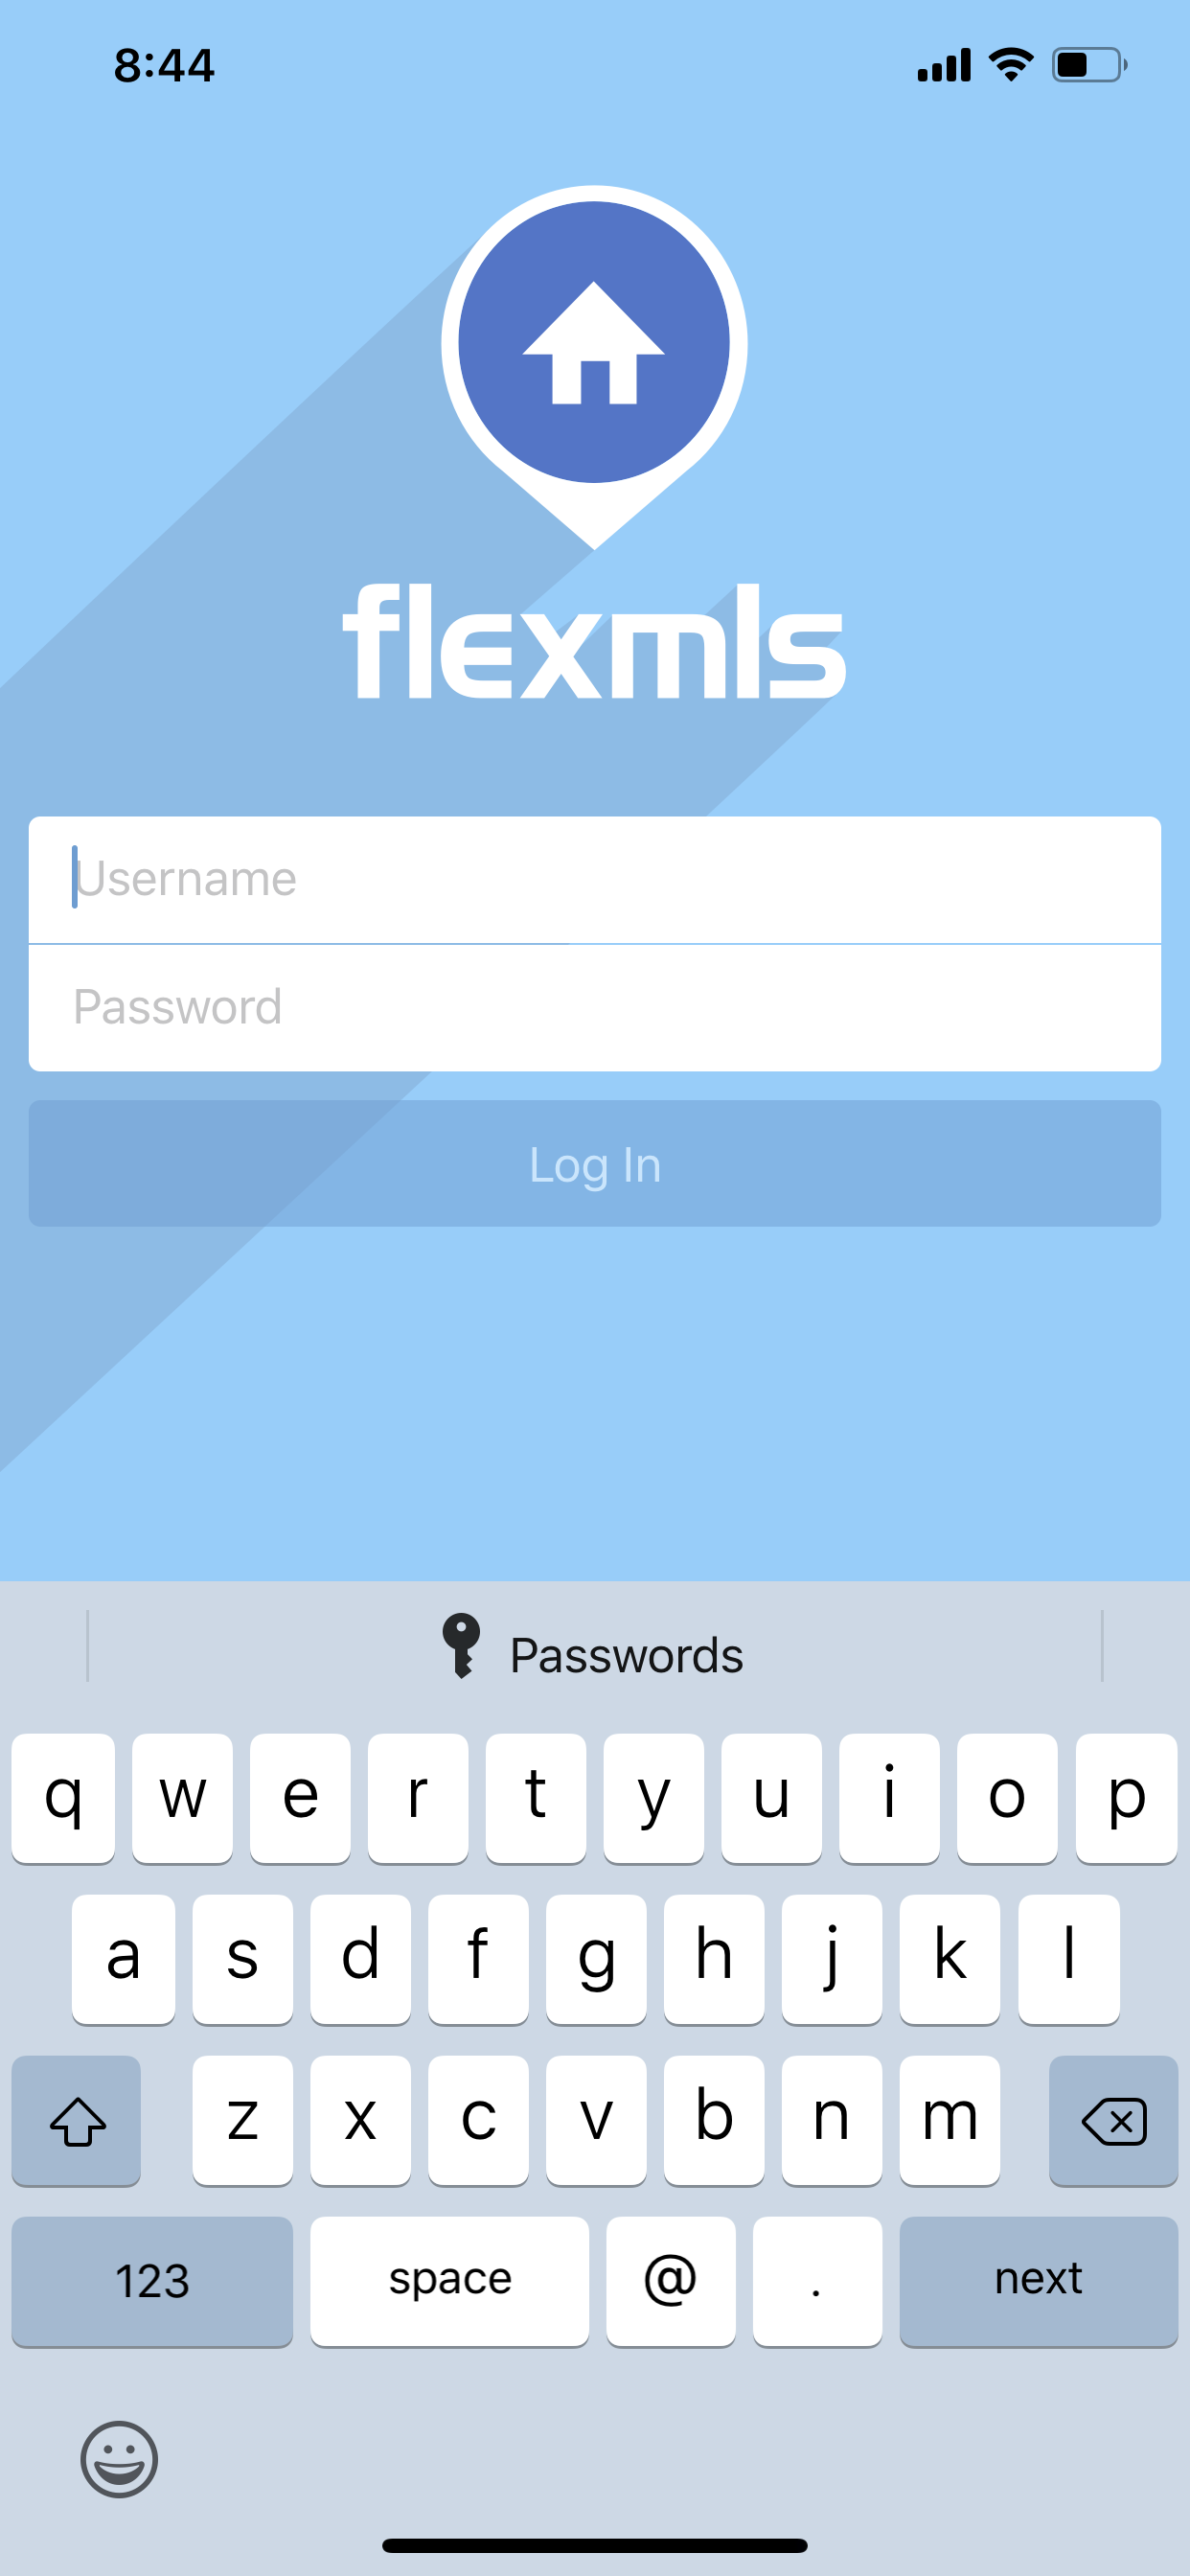 8:44
flexmls
Username
Password
Log In
Passwords
q w e r t y u i o p
a s d f g h j k l
z x c v b n m
123 space @ . next